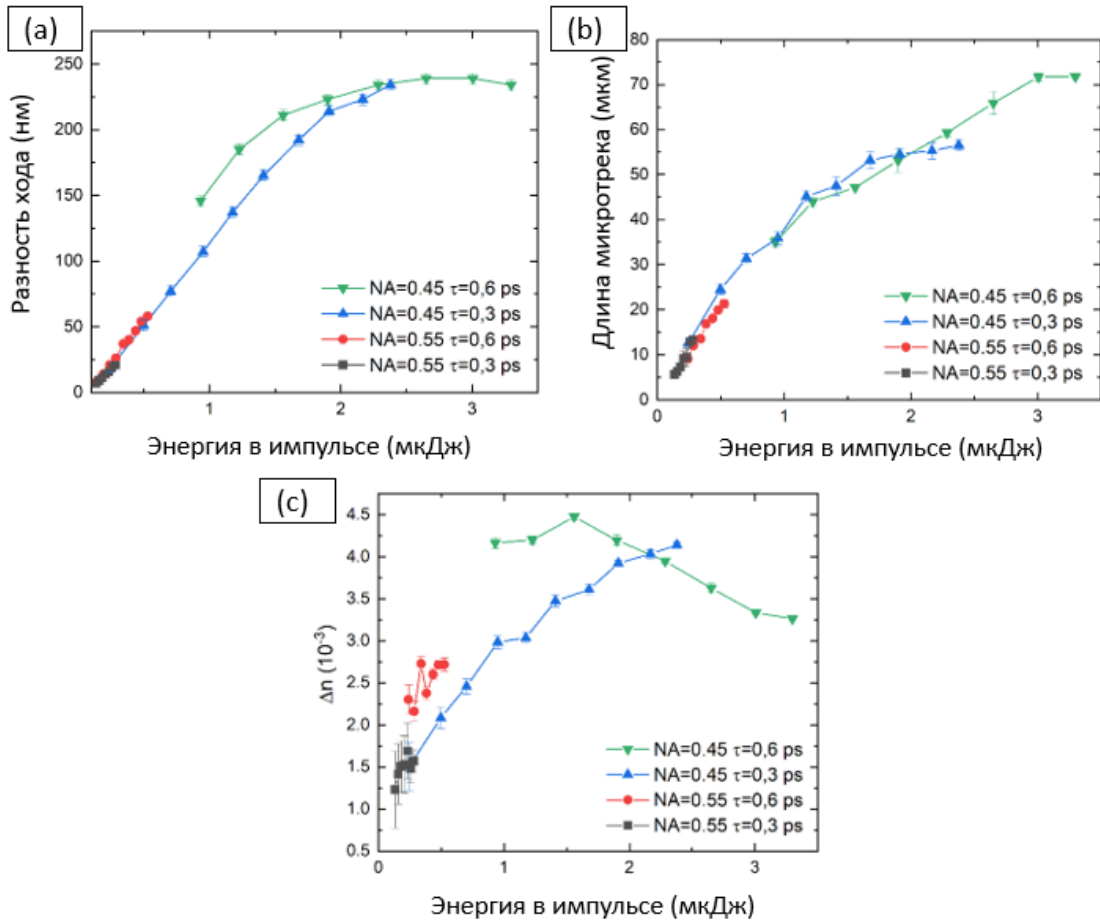 (a)
Разность хода (нм)
250
200
150
100
50
0
NA=0.45 τ=0,6 ps
NA=0.45 τ=0,3 ps
NA=0.55 τ=0,6 ps
NA=0.55 τ=0,3 ps
1 2 3
Энергия в импульсе (мкДж)
(b)
Длина микротрека (мкм)
80
70
60
50
40
30
20
10
0
NA=0.45 τ=0,6 ps
NA=0.45 τ=0,3 ps
NA=0.55 τ=0,6 ps
NA=0.55 τ=0,3 ps
0 1 2 3
Энергия в импульсе (мкДж)
(c)
Δn (10⁻³)
4.5
4.0
3.5
3.0
2.5
2.0
1.5
1.0
0.5
NA=0.45 τ=0,6 ps
NA=0.45 τ=0,3 ps
NA=0.55 τ=0,6 ps
NA=0.55 τ=0,3 ps
0 1 2 3
Энергия в импульсе (мкДж)